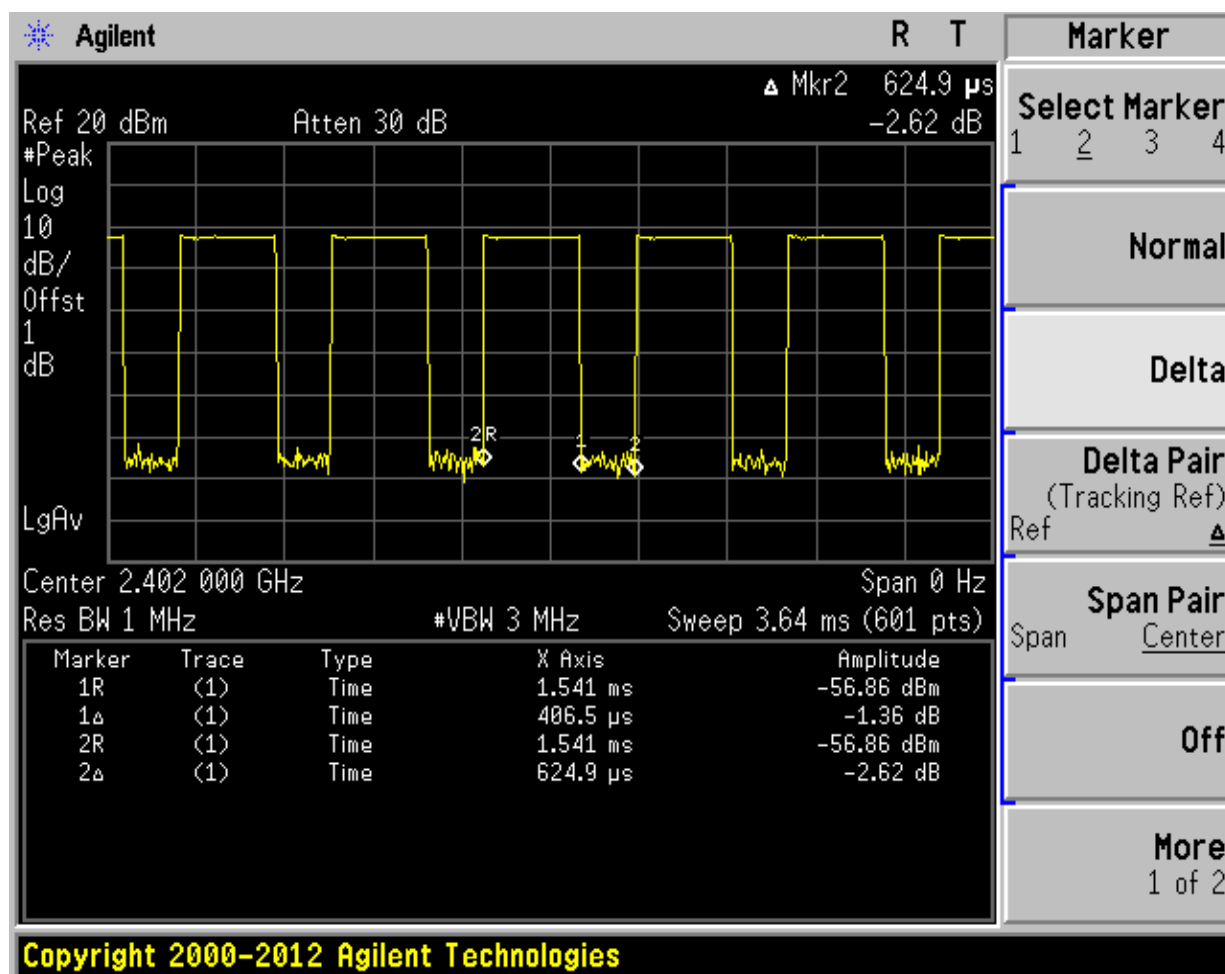 Agilent R T
Δ Mkr2 624.9 µs
Ref 20 dBm Atten 30 dB -2.62 dB
#Peak
Log
10
dB/
Offst
1
dB
2R 1 2
LgAv
Center 2.402 000 GHz Span 0 Hz
Res BW 1 MHz #VBW 3 MHz Sweep 3.64 ms (601 pts)
Marker Trace Type X Axis Amplitude
1R (1) Time 1.541 ms -56.86 dBm
1Δ (1) Time 406.5 µs -1.36 dB
2R (1) Time 1.541 ms -56.86 dBm
2Δ (1) Time 624.9 µs -2.62 dB
Marker
Select Marker
1 2 3 4
Normal
Delta
Delta Pair
(Tracking Ref)
Ref Δ
Span Pair
Span Center
Off
More
1 of 2
Copyright 2000-2012 Agilent Technologies